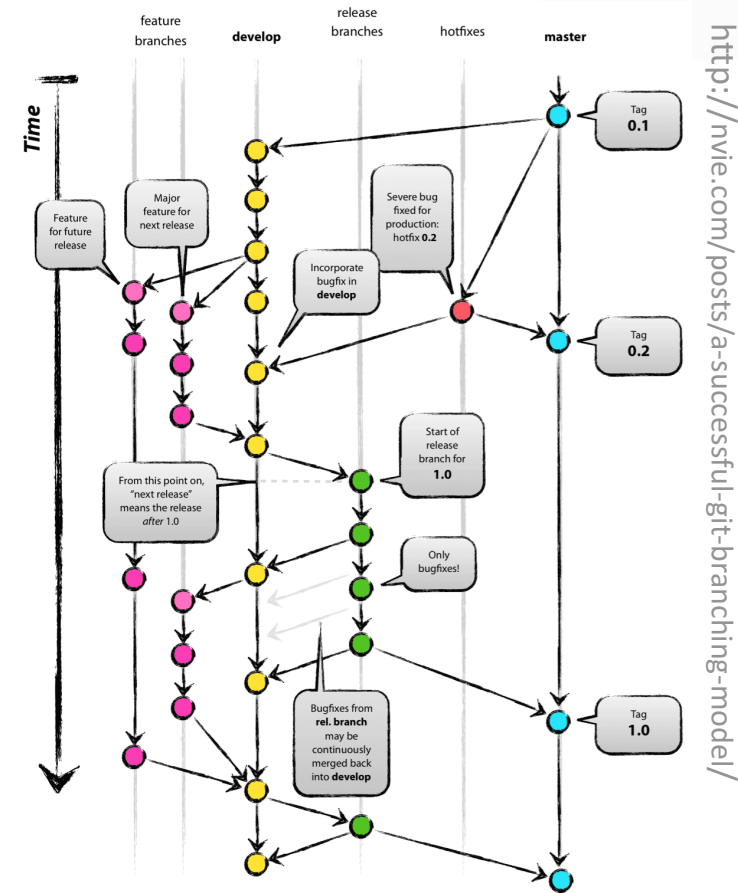 feature
branches
develop
release
branches
hotfixes
master
Time
Tag
0.1
Feature
for future
release
Major
feature for
next release
Severe bug
fixed for
production:
hotfix 0.2
Incorporate
bugfix in
develop
Tag
0.2
Start of
release
branch for
1.0
From this point on,
“next release”
means the release
after 1.0
Only
bugfixes!
Bugfixes from
rel. branch
may be
continuously
merged back
into develop
Tag
1.0
http://nvie.com/posts/a-successful-git-branching-model/